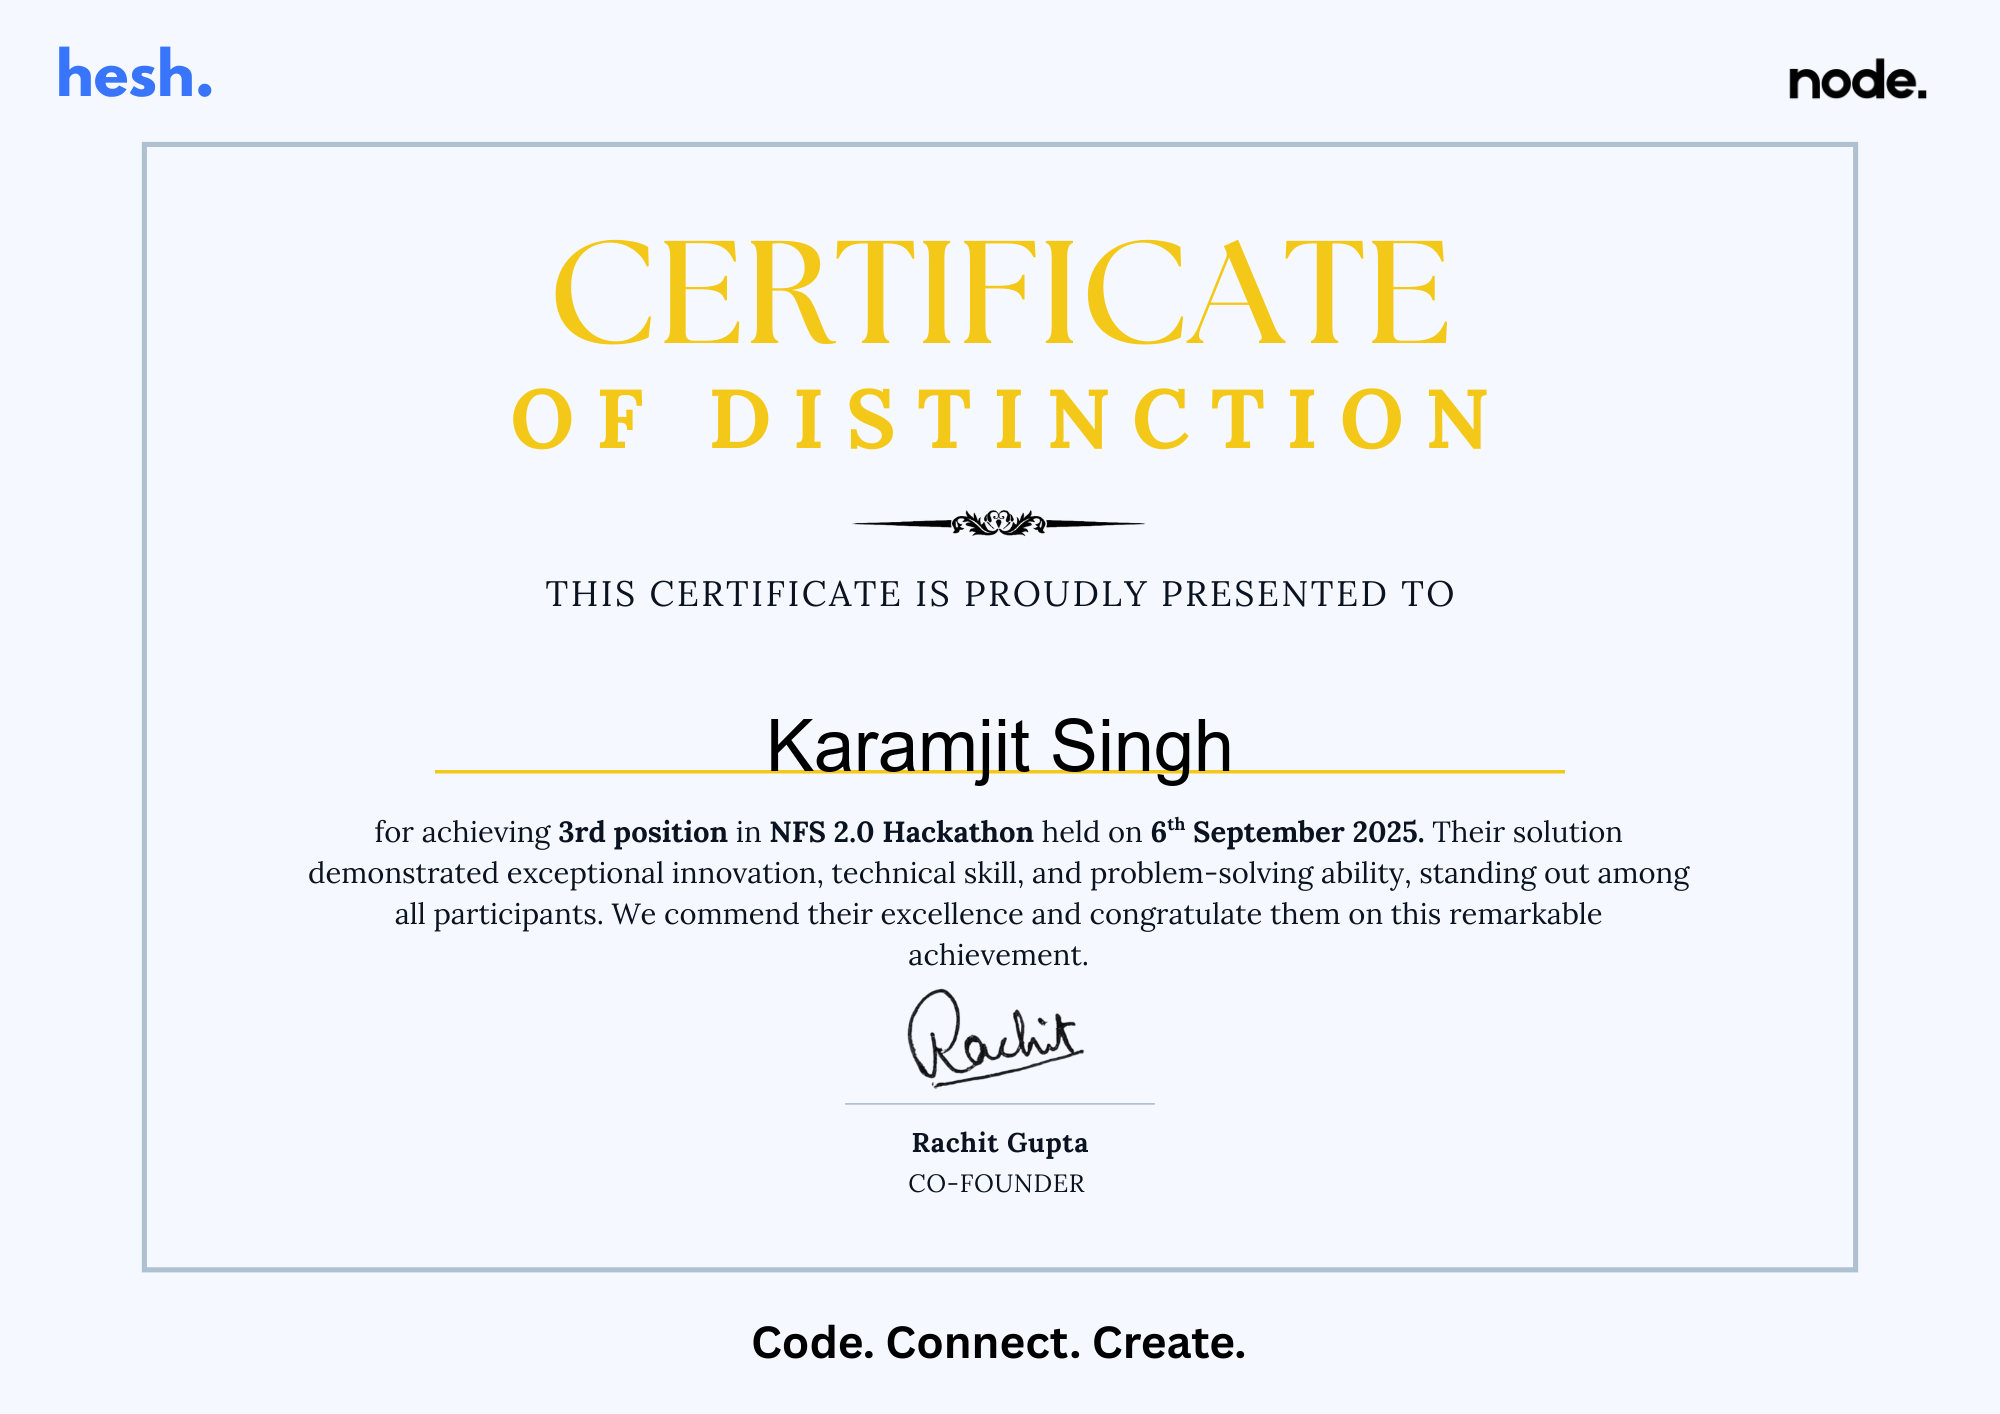 hesh.
node.
CERTIFICATE
OF DISTINCTION
THIS CERTIFICATE IS PROUDLY PRESENTED TO
Karamjit Singh
for achieving 3rd position in NFS 2.0 Hackathon held on 6th September 2025. Their solution
demonstrated exceptional innovation, technical skill, and problem-solving ability, standing out among
all participants. We commend their excellence and congratulate them on this remarkable
achievement.
Rachit
Rachit Gupta
CO-FOUNDER
Code. Connect. Create.